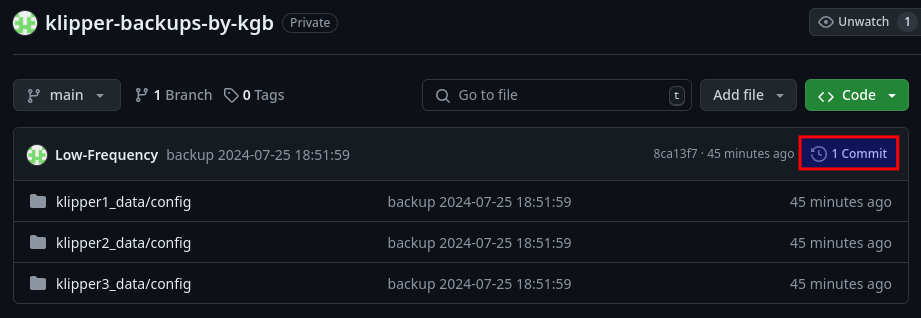 klipper-backups-by-kgb Private Unwatch 1
main 1 Branch 0 Tags Go to file t Add file Code
Low-Frequency backup 2024-07-25 18:51:59 8ca13f7 · 45 minutes ago 1 Commit
klipper1_data/config backup 2024-07-25 18:51:59 45 minutes ago
klipper2_data/config backup 2024-07-25 18:51:59 45 minutes ago
klipper3_data/config backup 2024-07-25 18:51:59 45 minutes ago